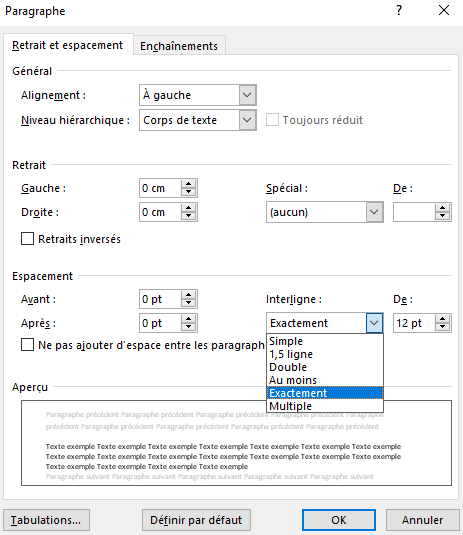 Paragraphe ?
Retrait et espacement Enchaînements
Général
Alignement : À gauche
Niveau hiérarchique : Corps de texte Toujours réduit
Retrait
Gauche : 0 cm Spécial : De :
Droite : 0 cm (aucun)
Retraits inversés
Espacement
Avant : 0 pt Interligne : De :
Après : 0 pt Exactement 12 pt
Simple
1,5 ligne
Double
Au moins
Exactement
Multiple
Ne pas ajouter d'espace entre les paragraph
Aperçu
Paragraphe précédent Paragraphe précédent Paragraphe précédent Paragraphe précédent Paragraphe
précédent Paragraphe précédent Paragraphe précédent Paragraphe précédent Paragraphe précédent
Texte exemple Texte exemple Texte exemple Texte exemple Texte exemple Texte exemple Texte exemple
Texte exemple Texte exemple Texte exemple Texte exemple Texte exemple Texte exemple Texte exemple
Texte exemple Texte exemple Texte exemple Texte exemple
Paragraphe suivant Paragraphe suivant Paragraphe suivant Paragraphe suivant Paragraphe suivant
Tabulations... Définir par défaut OK Annuler